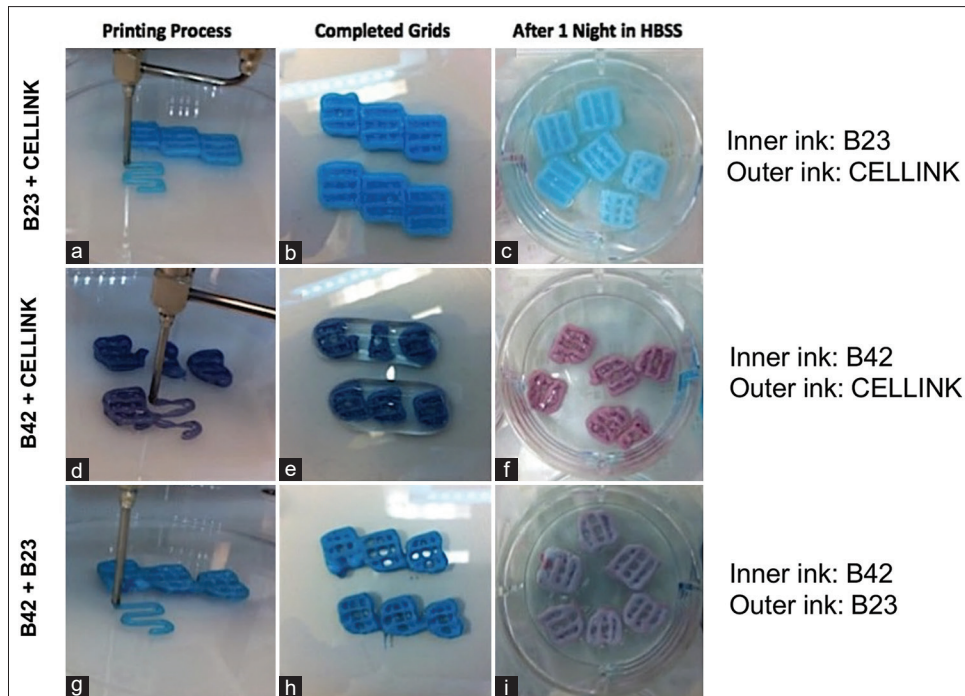 Printing Process
Completed Grids
After 1 Night in HBSS
B23 + CELLINK
a
b
c
Inner ink: B23
Outer ink: CELLINK
B42 + CELLINK
d
e
f
Inner ink: B42
Outer ink: CELLINK
B42 + B23
g
h
i
Inner ink: B42
Outer ink: B23